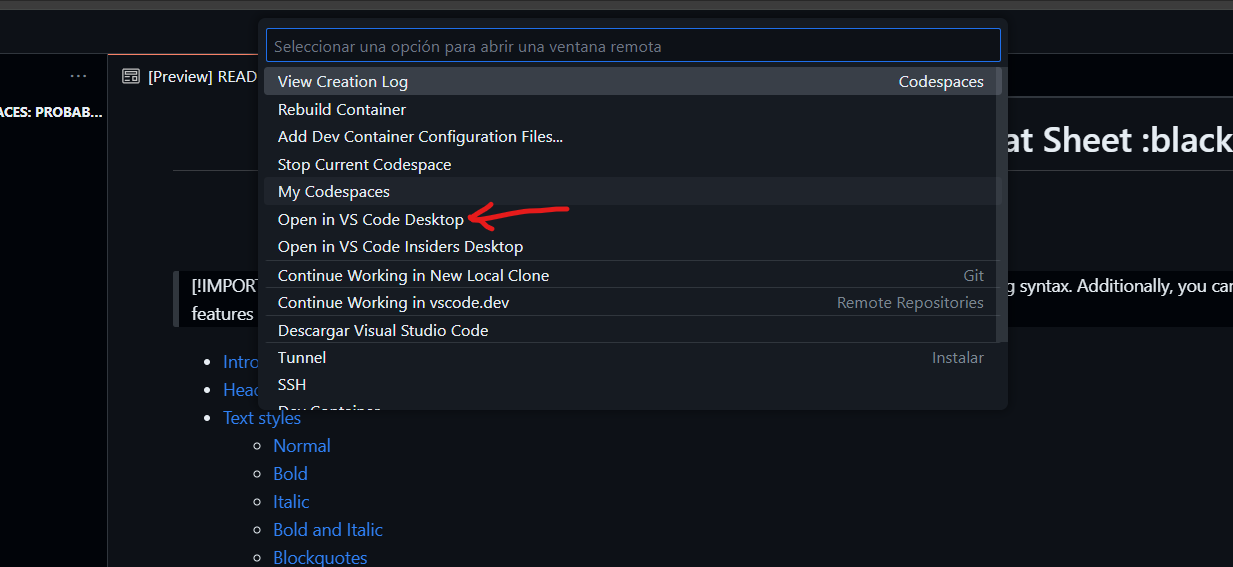 Seleccionar una opción para abrir una ventana remota
[Preview] READ
View Creation Log Codespaces
Rebuild Container
ACES: PROBAB...
Add Dev Container Configuration Files...
at Sheet :black
Stop Current Codespace
My Codespaces
Open in VS Code Desktop
Open in VS Code Insiders Desktop
Continue Working in New Local Clone Git
[!IMPORT
g syntax. Additionally, you can
Continue Working in vscode.dev Remote Repositories
features
Descargar Visual Studio Code
Tunnel Instalar
Intro
SSH
Head
Dev Container
Text styles
Normal
Bold
Italic
Bold and Italic
Blockquotes